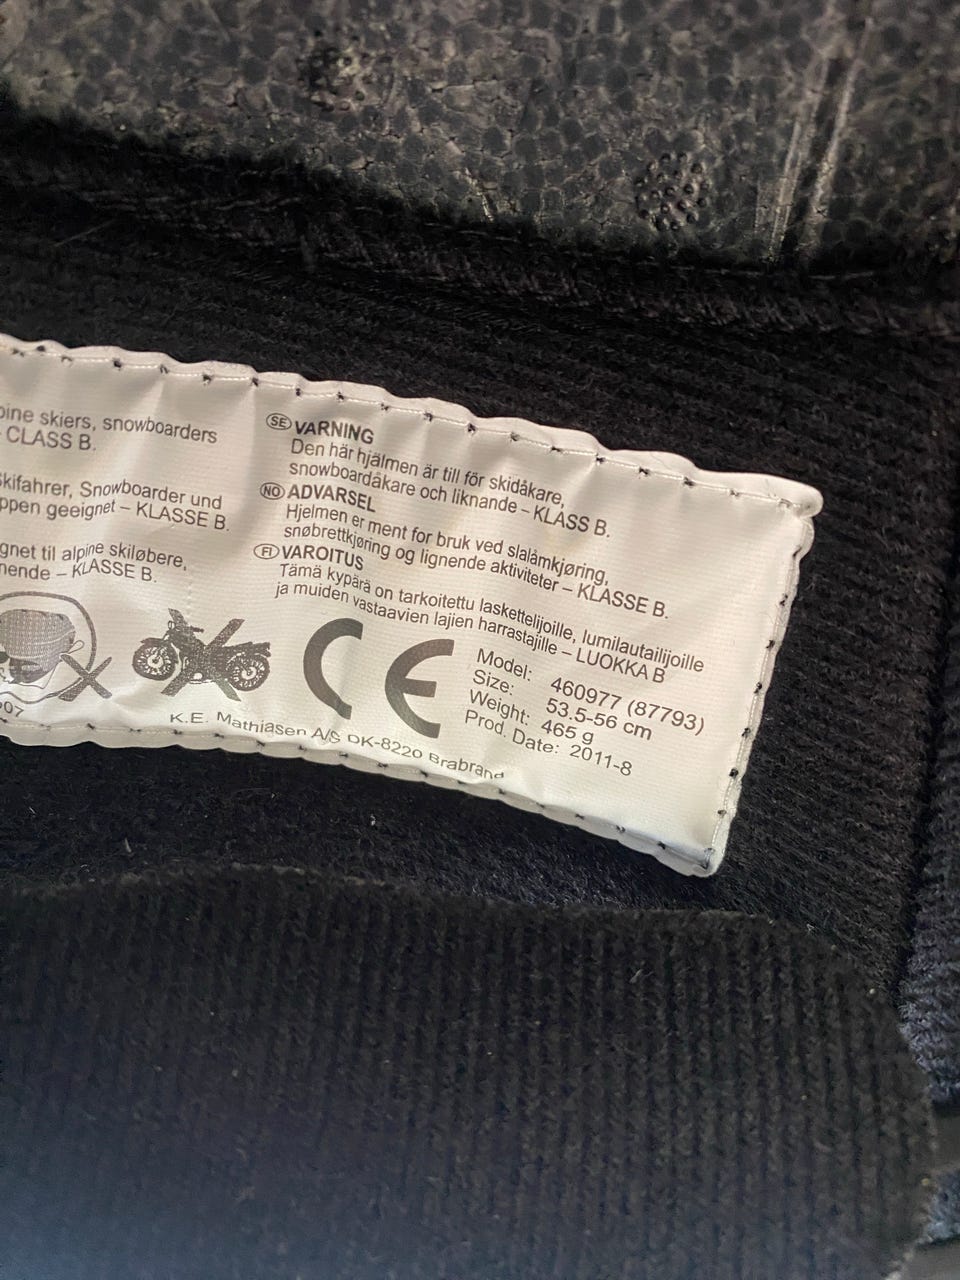 pine skiers, snowboarders
- CLASS B.
Skifahrer, Snowboarder und
ppen geeignet – KLASSE B.
gnet til alpine skiløbere,
nende – KLASSE B.
SE VARNING
Den här hjälmen är till för skidåkare,
snowboardåkare och liknande – KLASS B.
NO ADVARSEL
Hjelmen er ment for bruk ved slalåmkjøring,
snøbrettkjøring og lignende aktiviteter – KLASSE B.
FI VAROITUS
Tämä kypärä on tarkoitettu laskettelijoille, lumilautailijoille
ja muiden vastaavien lajien harrastajille – LUOKKA B
CE
Model: 460977 (87793)
Size: 53.5-56 cm
Weight: 465 g
Prod. Date: 2011-8
007
K.E. Mathiasen A/S DK-8220 Brabrand